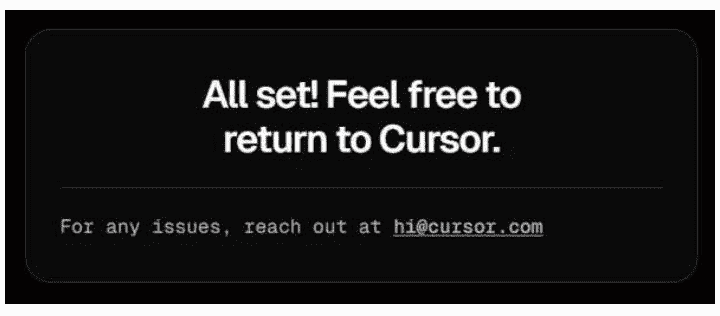 All set! Feel free to
return to Cursor.
For any issues, reach out at hi@cursor.com